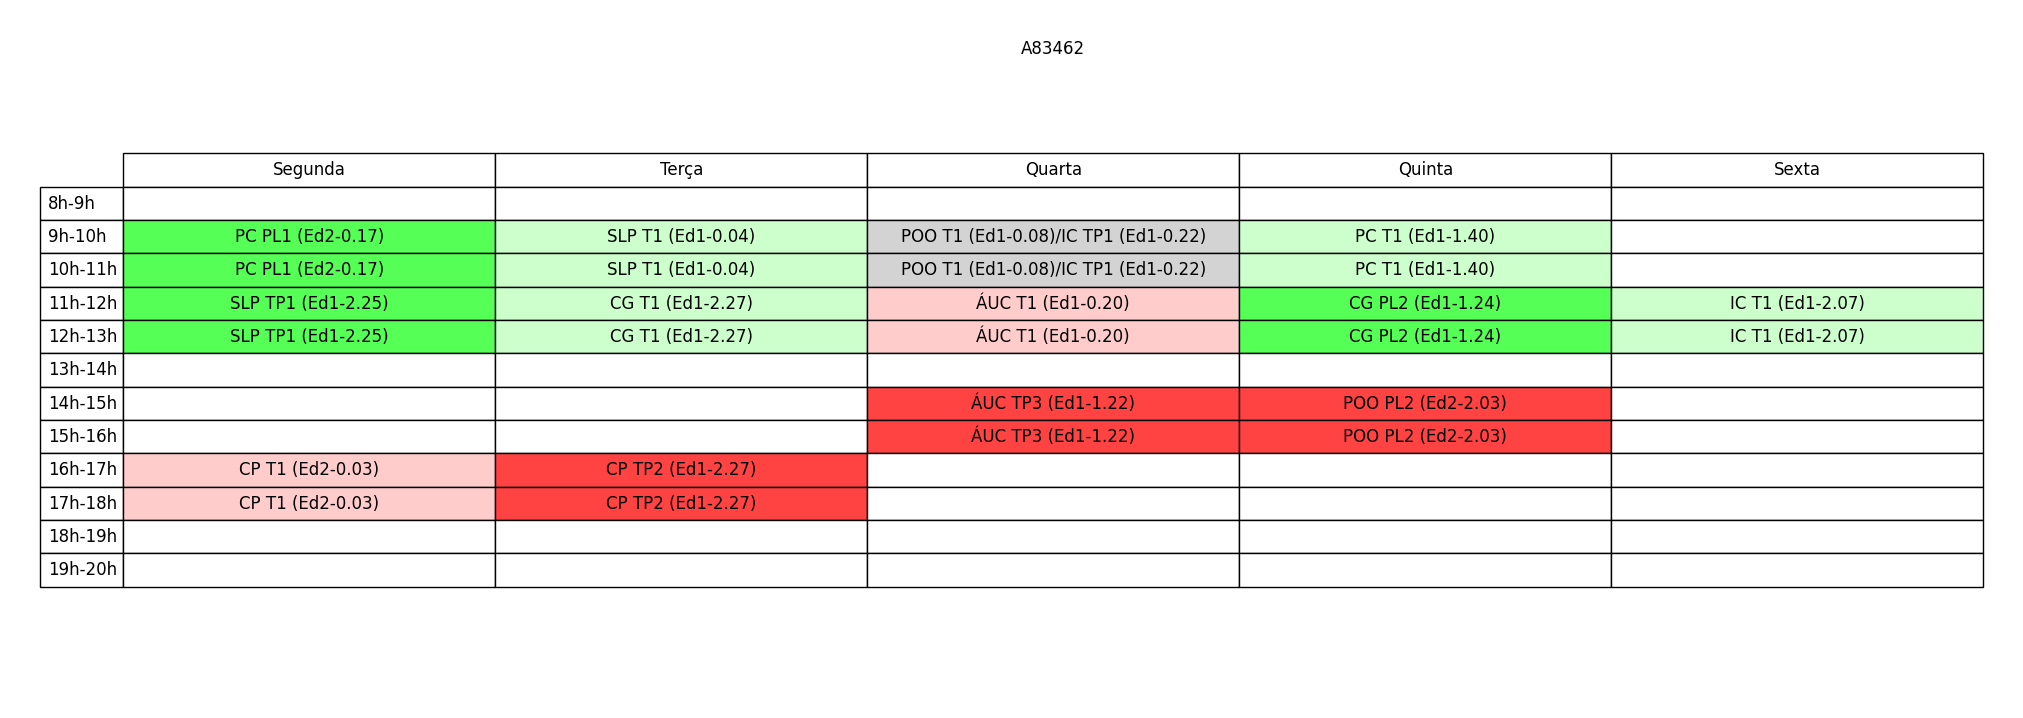 A83462
Segunda Terça Quarta Quinta Sexta
8h-9h
9h-10h PC PL1 (Ed2-0.17) SLP T1 (Ed1-0.04) POO T1 (Ed1-0.08)/IC TP1 (Ed1-0.22) PC T1 (Ed1-1.40)
10h-11h PC PL1 (Ed2-0.17) SLP T1 (Ed1-0.04) POO T1 (Ed1-0.08)/IC TP1 (Ed1-0.22) PC T1 (Ed1-1.40)
11h-12h SLP TP1 (Ed1-2.25) CG T1 (Ed1-2.27) ÁUC T1 (Ed1-0.20) CG PL2 (Ed1-1.24) IC T1 (Ed1-2.07)
12h-13h SLP TP1 (Ed1-2.25) CG T1 (Ed1-2.27) ÁUC T1 (Ed1-0.20) CG PL2 (Ed1-1.24) IC T1 (Ed1-2.07)
13h-14h
14h-15h ÁUC TP3 (Ed1-1.22) POO PL2 (Ed2-2.03)
15h-16h ÁUC TP3 (Ed1-1.22) POO PL2 (Ed2-2.03)
16h-17h CP T1 (Ed2-0.03) CP TP2 (Ed1-2.27)
17h-18h CP T1 (Ed2-0.03) CP TP2 (Ed1-2.27)
18h-19h
19h-20h